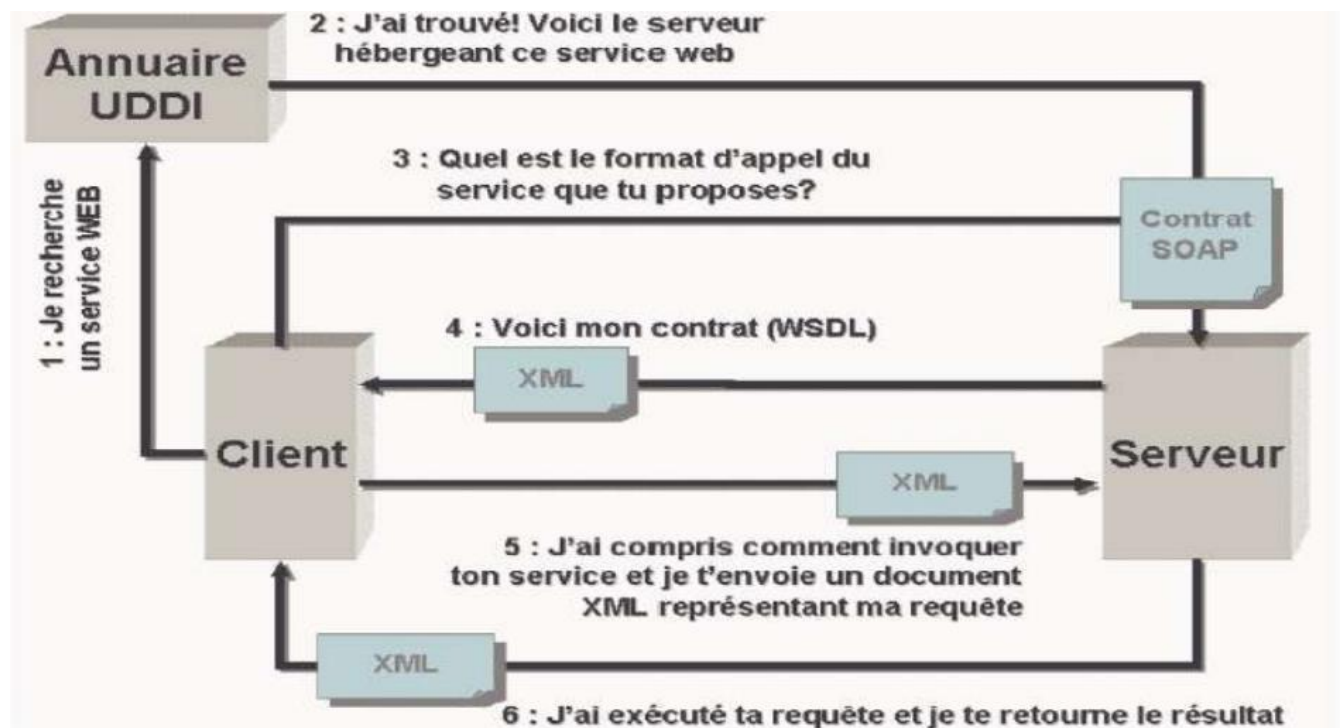 2 : J'ai trouvé! Voici le serveur
hébergeant ce service web
Annuaire
UDDI
3 : Quel est le format d'appel du
service que tu proposes?
1 : Je recherche
un service WEB
Contrat
SOAP
4 : Voici mon contrat (WSDL)
XML
Client
Serveur
XML
5 : J'ai compris comment invoquer
ton service et je t'envoie un document
XML représentant ma requête
XML
6 : J'ai exécuté ta requête et je te retourne le résultat